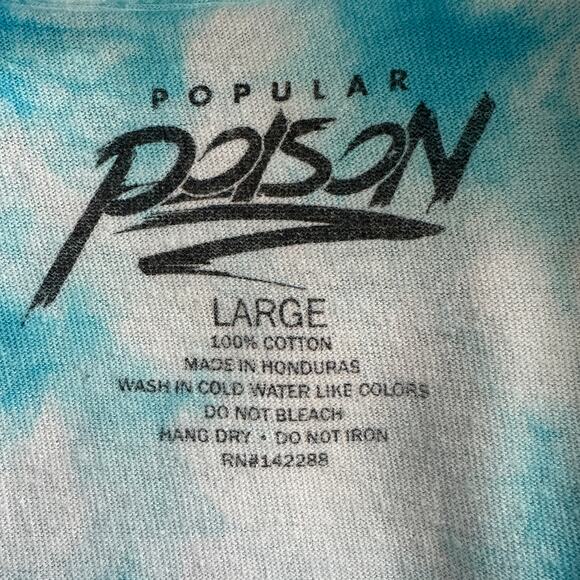 POPULAR
POISON
LARGE
100% COTTON
MADE IN HONDURAS
WASH IN COLD WATER LIKE COLORS
DO NOT BLEACH
HANG DRY • DO NOT IRON
RN#142288